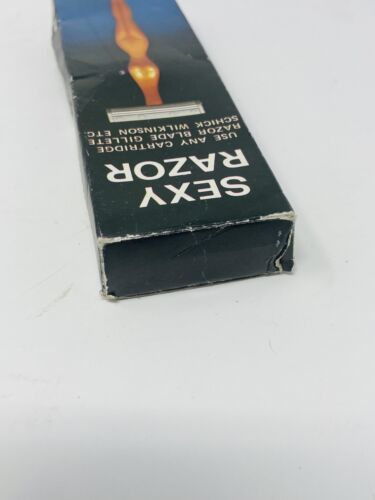 SEXY
RAZOR
USE ANY CARTRIDGE
RAZOR BLADE GILLETE
SCHICK WILKINSON ETC.